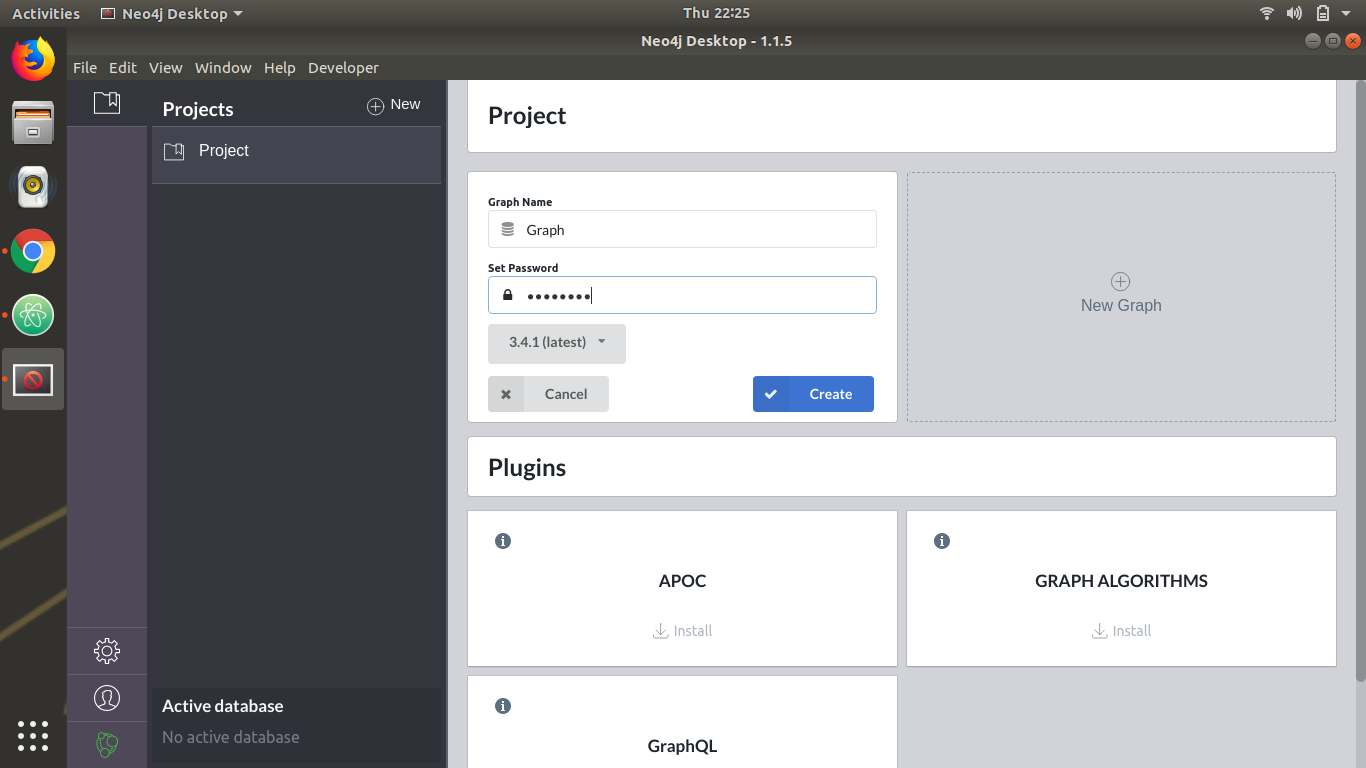 Activities
Neo4j Desktop
Thu 22:25
Neo4j Desktop - 1.1.5
File Edit View Window Help Developer
Projects
New
Project
Active database
No active database
Project
Graph Name
Graph
Set Password
••••••••
3.4.1 (latest)
Cancel
Create
New Graph
Plugins
APOC
Install
GRAPH ALGORITHMS
Install
GraphQL